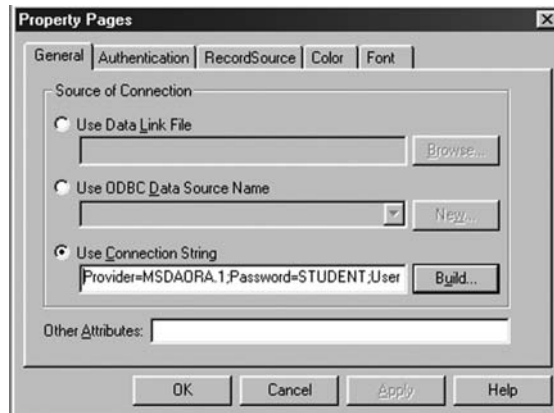 Property Pages
General Authentication RecordSource Color Font
Source of Connection
Use Data Link File
Browse...
Use ODBC Data Source Name
New...
Use Connection String
Provider=MSDAORA.1;Password=STUDENT;User
Build...
Other Attributes:
OK Cancel Apply Help